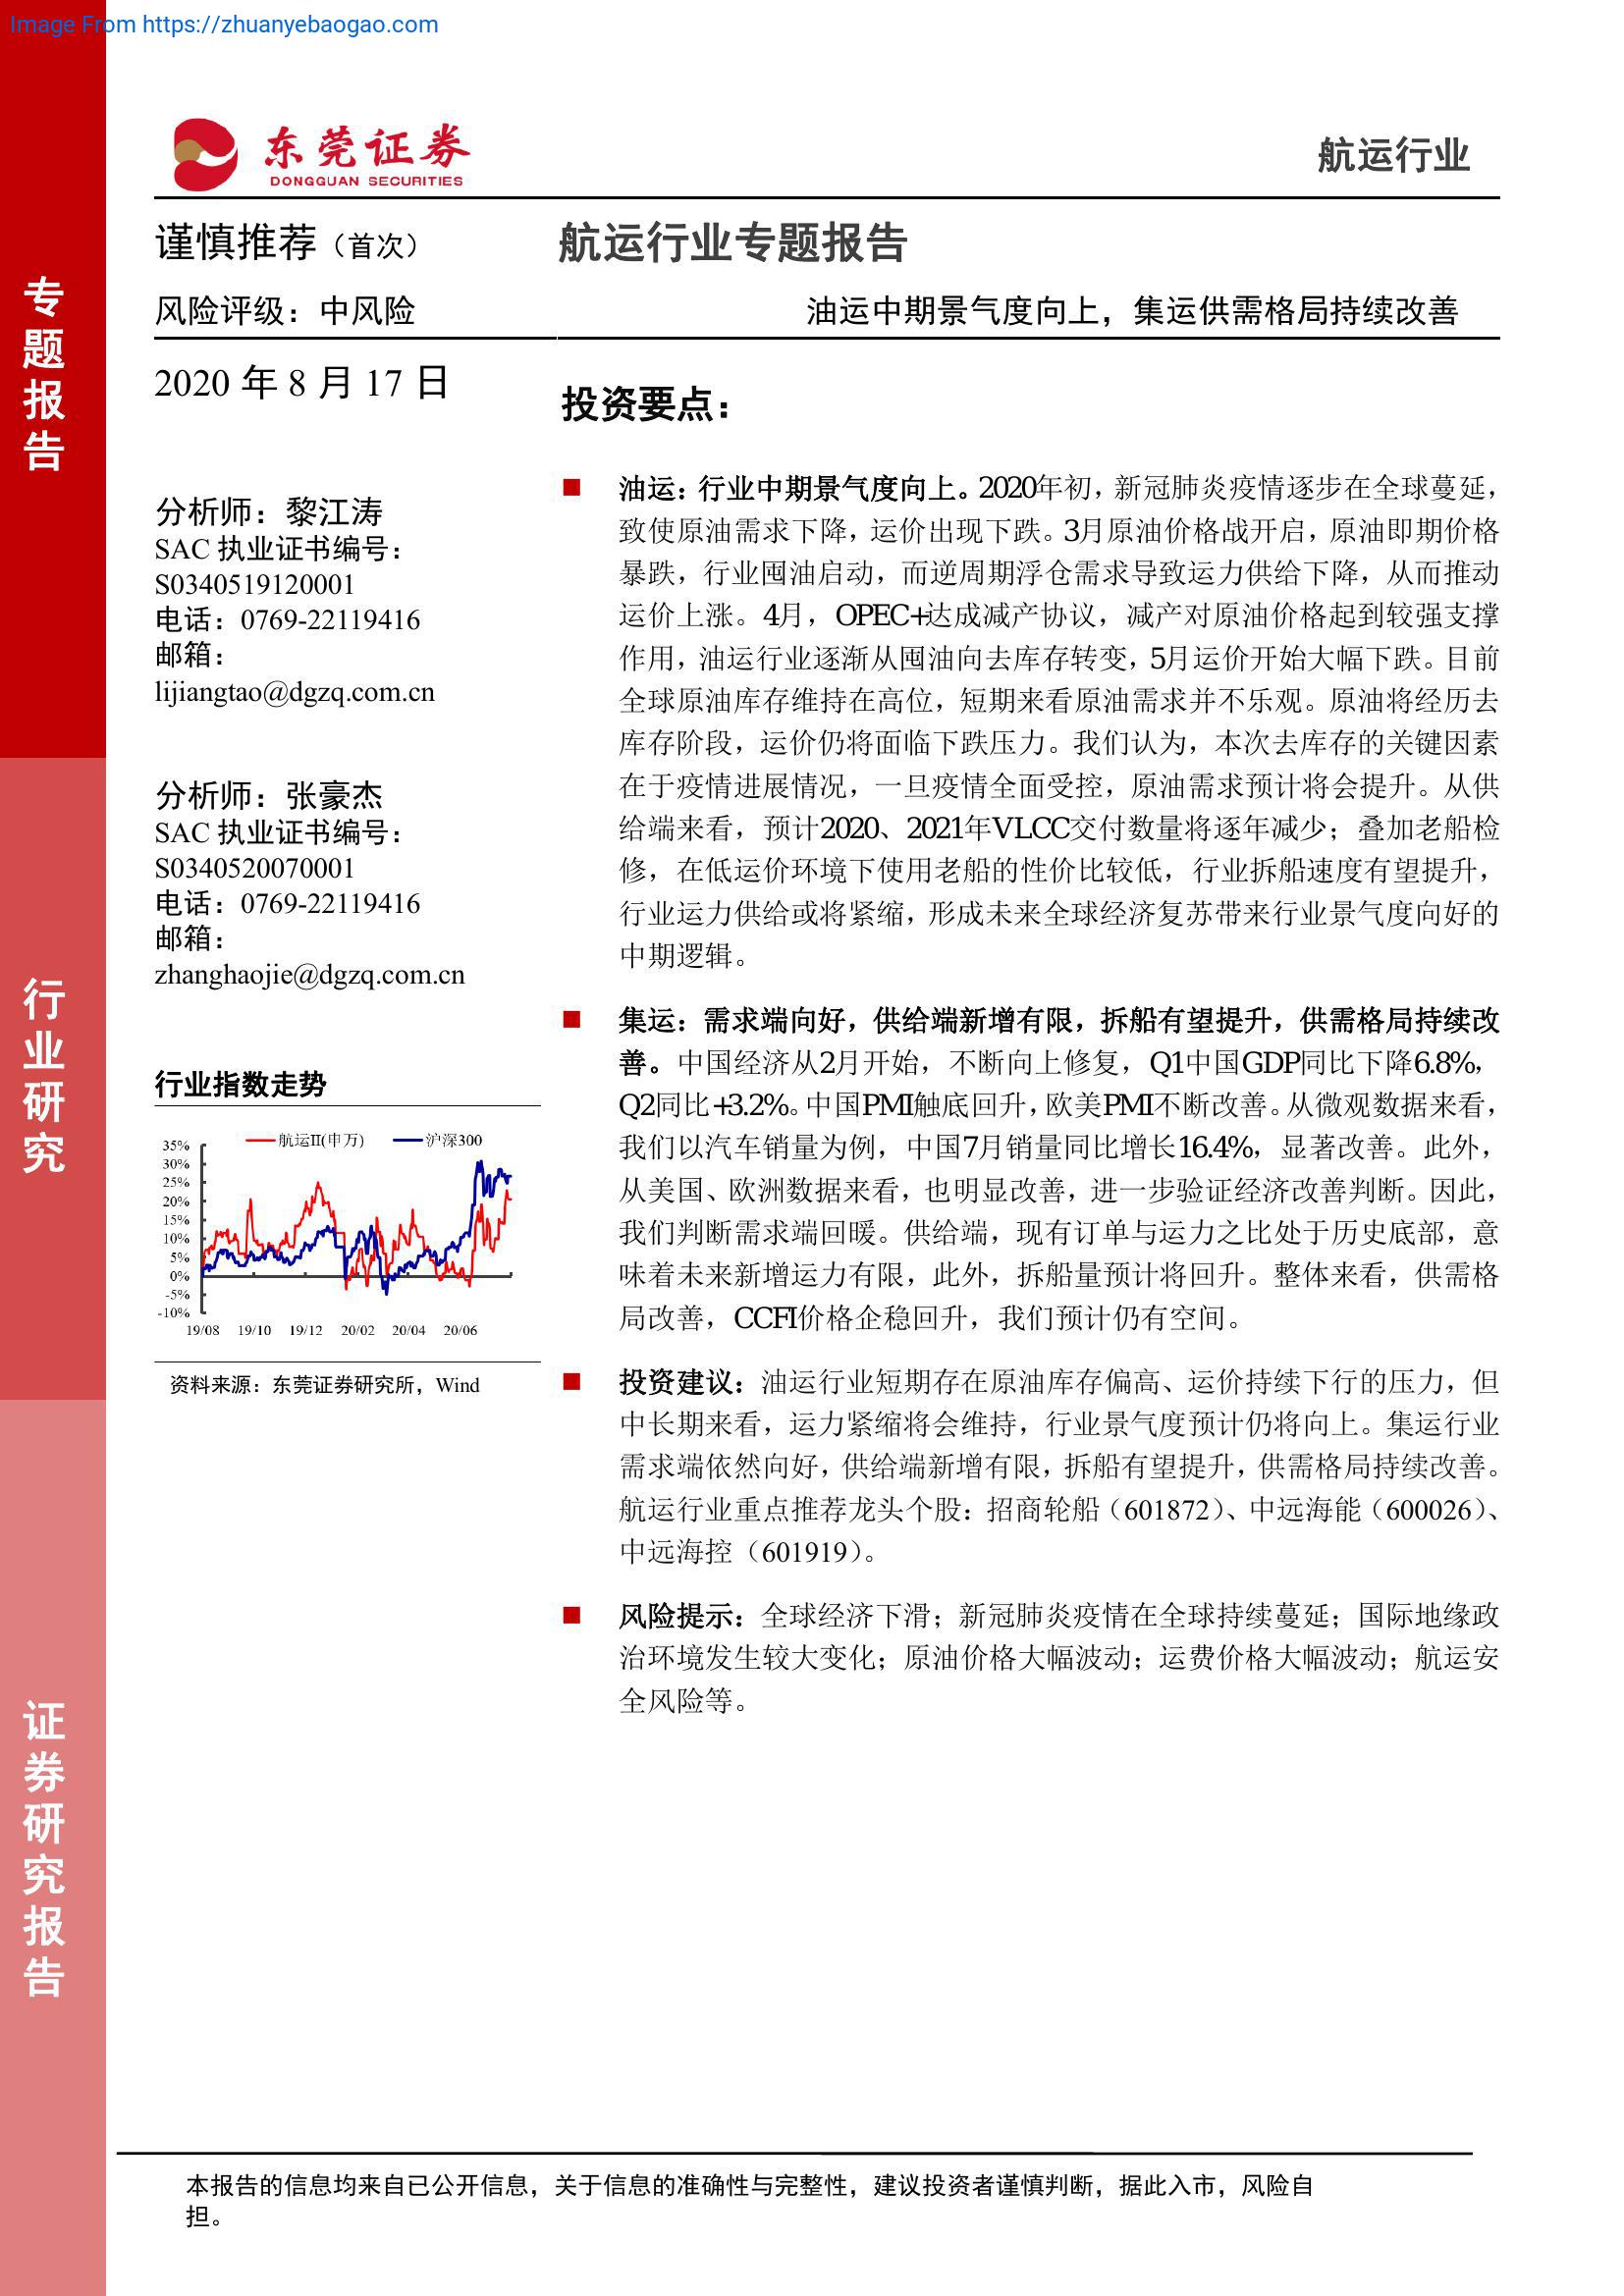 Image From https://zhuanyebaogao.com
东莞证券
DONGGUAN SECURITIES
航运行业
谨慎推荐（首次）
航运行业专题报告
风险评级：中风险
油运中期景气度向上，集运供需格局持续改善
2020 年 8 月 17 日
分析师：黎江涛
SAC 执业证书编号：
S0340519120001
电话：0769-22119416
邮箱：
lijiangtao@dgzq.com.cn
分析师：张豪杰
SAC 执业证书编号：
S0340520070001
电话：0769-22119416
邮箱：
zhanghaojie@dgzq.com.cn
行业指数走势
航运II(申万)
沪深300
35%
30%
25%
20%
15%
10%
5%
0%
-5%
-10%
19/08 19/10 19/12 20/02 20/04 20/06
资料来源：东莞证券研究所，Wind
投资要点：
■ 油运：行业中期景气度向上。2020年初，新冠肺炎疫情逐步在全球蔓延，
致使原油需求下降，运价出现下跌。3月原油价格战开启，原油即期价格
暴跌，行业囤油启动，而逆周期浮仓需求导致运力供给下降，从而推动
运价上涨。4月，OPEC+达成减产协议，减产对原油价格起到较强支撑
作用，油运行业逐渐从囤油向去库存转变，5月运价开始大幅下跌。目前
全球原油库存维持在高位，短期来看原油需求并不乐观。原油将经历去
库存阶段，运价仍将面临下跌压力。我们认为，本次去库存的关键因素
在于疫情进展情况，一旦疫情全面受控，原油需求预计将会提升。从供
给端来看，预计2020、2021年VLCC交付数量将逐年减少；叠加老船检
修，在低运价环境下使用老船的性价比较低，行业拆船速度有望提升，
行业运力供给或将紧缩，形成未来全球经济复苏带来行业景气度向好的
中期逻辑。
■ 集运：需求端向好，供给端新增有限，拆船有望提升，供需格局持续改
善。中国经济从2月开始，不断向上修复，Q1中国GDP同比下降6.8%，
Q2同比+3.2%。中国PMI触底回升，欧美PMI不断改善。从微观数据来看，
我们以汽车销量为例，中国7月销量同比增长16.4%，显著改善。此外，
从美国、欧洲数据来看，也明显改善，进一步验证经济改善判断。因此，
我们判断需求端回暖。供给端，现有订单与运力之比处于历史底部，意
味着未来新增运力有限，此外，拆船量预计将回升。整体来看，供需格
局改善，CCFI价格企稳回升，我们预计仍有空间。
■ 投资建议：油运行业短期存在原油库存偏高、运价持续下行的压力，但
中长期来看，运力紧缩将会维持，行业景气度预计仍将向上。集运行业
需求端依然向好，供给端新增有限，拆船有望提升，供需格局持续改善。
航运行业重点推荐龙头个股：招商轮船（601872）、中远海能（600026）、
中远海控（601919）。
■ 风险提示：全球经济下滑；新冠肺炎疫情在全球持续蔓延；国际地缘政
治环境发生较大变化；原油价格大幅波动；运费价格大幅波动；航运安
全风险等。
专题报告
行业研究
证券研究报告
本报告的信息均来自已公开信息，关于信息的准确性与完整性，建议投资者谨慎判断，据此入市，风险自
担。